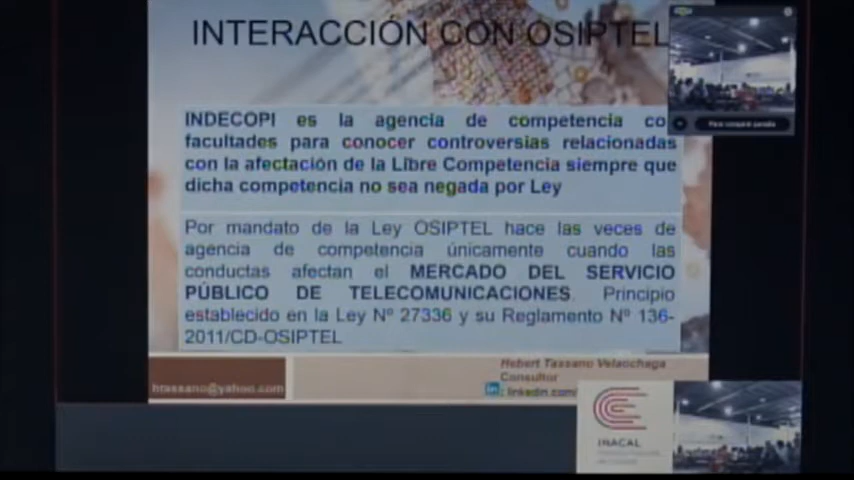 INTERACCIÓN CON OSIPTEL
INDECOPI es la agencia de competencia co
facultades para conocer controversias relacionadas
con la afectación de la Libre Competencia siempre que
dicha competencia no sea negada por Ley
Por mandato de la Ley OSIPTEL hace las veces de
agencia de competencia únicamente cuando las
conductas afectan el MERCADO DEL SERVICIO
PÚBLICO DE TELECOMUNICACIONES. Principio
establecido en la Ley Nº 27336 y su Reglamento Nº 136-
2011/CD-OSIPTEL
Hebert Tassano Velaochaga
Consultor
htassano@yahoo.com
in: linkedin.com/
INACAL